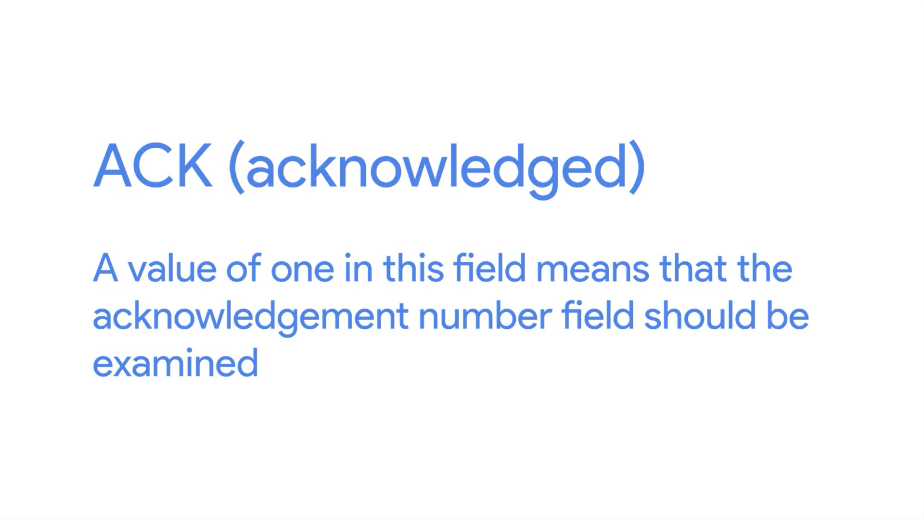 ACK (acknowledged)
A value of one in this field means that the
acknowledgement number field should be
examined